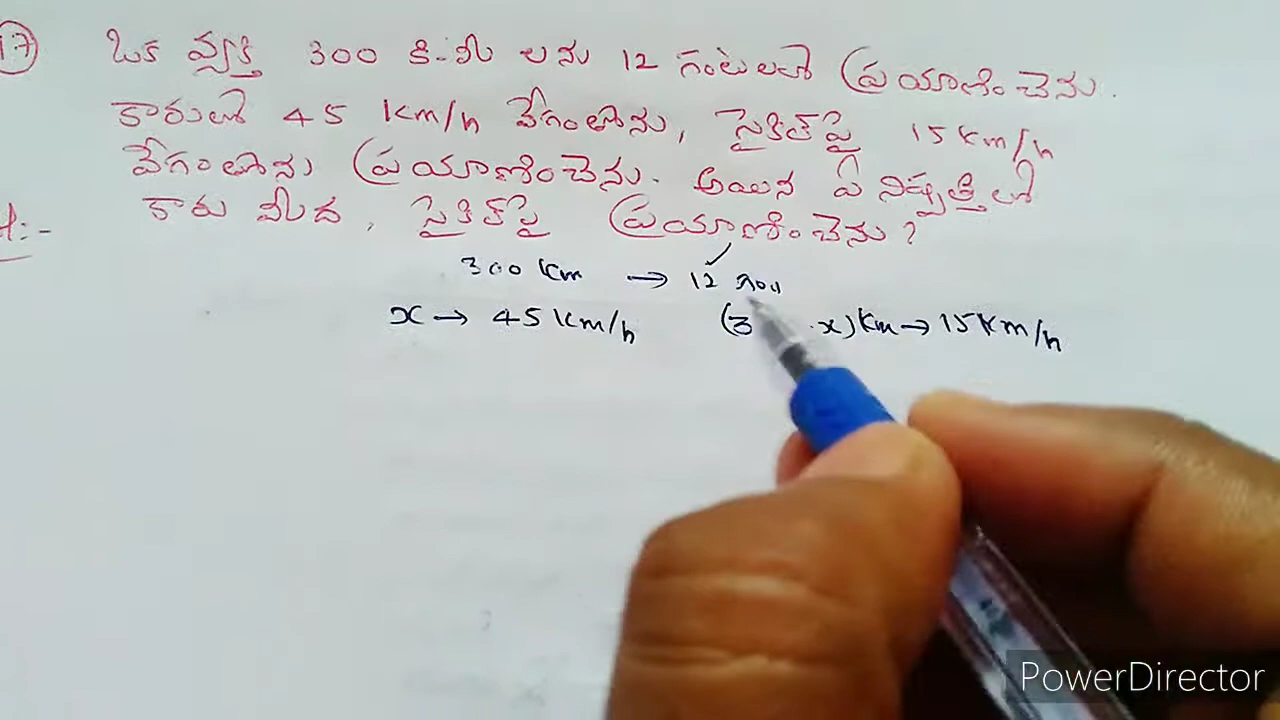 17 ఒక వ్యక్తి 300 కి.మీ లను 12 గంటలలో ప్రయాణించెను.
కారులో 45 Km/h వేగంతోను, సైకిల్‌పై 15 Km/h
వేగంతోను ప్రయాణించెను. అయిన ఏ నిష్పత్తిలో
కారు మీద, సైకిల్‌పై ప్రయాణించెను?
300 Km → 12 గం॥
x → 45 Km/h (3 x) Km → 15 Km/h
PowerDirector